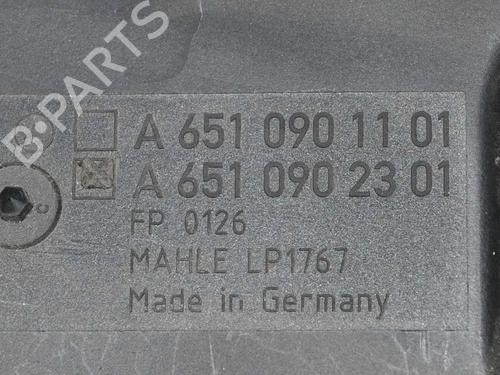 B-PARTS
A 651 090 11 01
A 651 090 23 01
FP 0126
MAHLE LP1767
Made in Germany